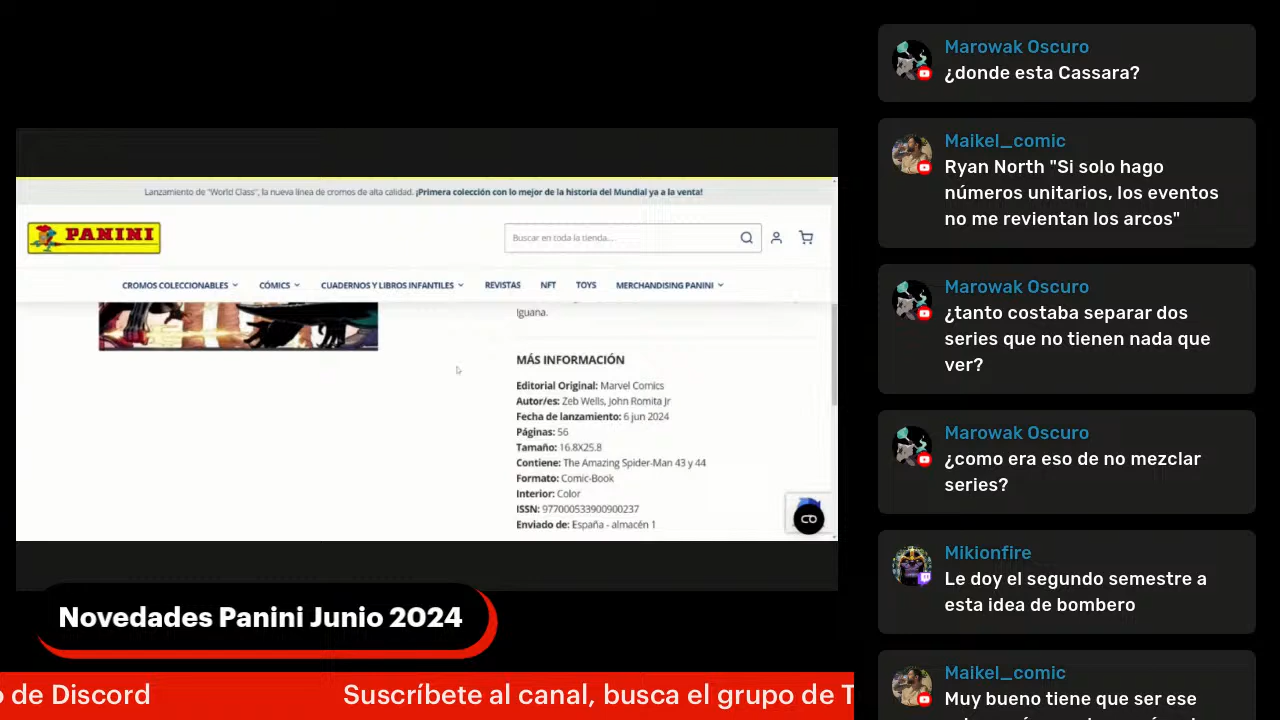 Lanzamiento de "World Class", la nueva línea de cromos de alta calidad. ¡Primera colección con lo mejor de la historia del Mundial ya a la venta!
PANINI
Buscar en toda la tienda...
CROMOS COLECCIONABLES
CÓMICS
CUADERNOS Y LIBROS INFANTILES
REVISTAS
NFT
TOYS
MERCHANDISING PANINI
Iguana.
MÁS INFORMACIÓN
Editorial Original: Marvel Comics
Autor/es: Zeb Wells, John Romita Jr
Fecha de lanzamiento: 6 jun 2024
Páginas: 56
Tamaño: 16.8X25.8
Contiene: The Amazing Spider-Man 43 y 44
Formato: Comic-Book
Interior: Color
ISSN: 977000533900900237
Enviado de: España - almacén 1
Novedades Panini Junio 2024
o de Discord
Suscríbete al canal, busca el grupo de T
Marowak Oscuro
¿donde esta Cassara?
Maikel_comic
Ryan North "Si solo hago
números unitarios, los eventos
no me revientan los arcos"
Marowak Oscuro
¿tanto costaba separar dos
series que no tienen nada que
ver?
Marowak Oscuro
¿como era eso de no mezclar
series?
Mikionfire
Le doy el segundo semestre a
esta idea de bombero
Maikel_comic
Muy bueno tiene que ser ese